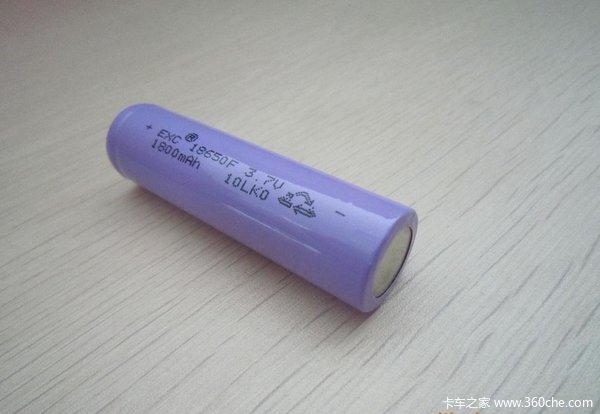 + EXC ® 18650F 3.7V
1800mAh 10LKO -
卡车之家 www.360che.com